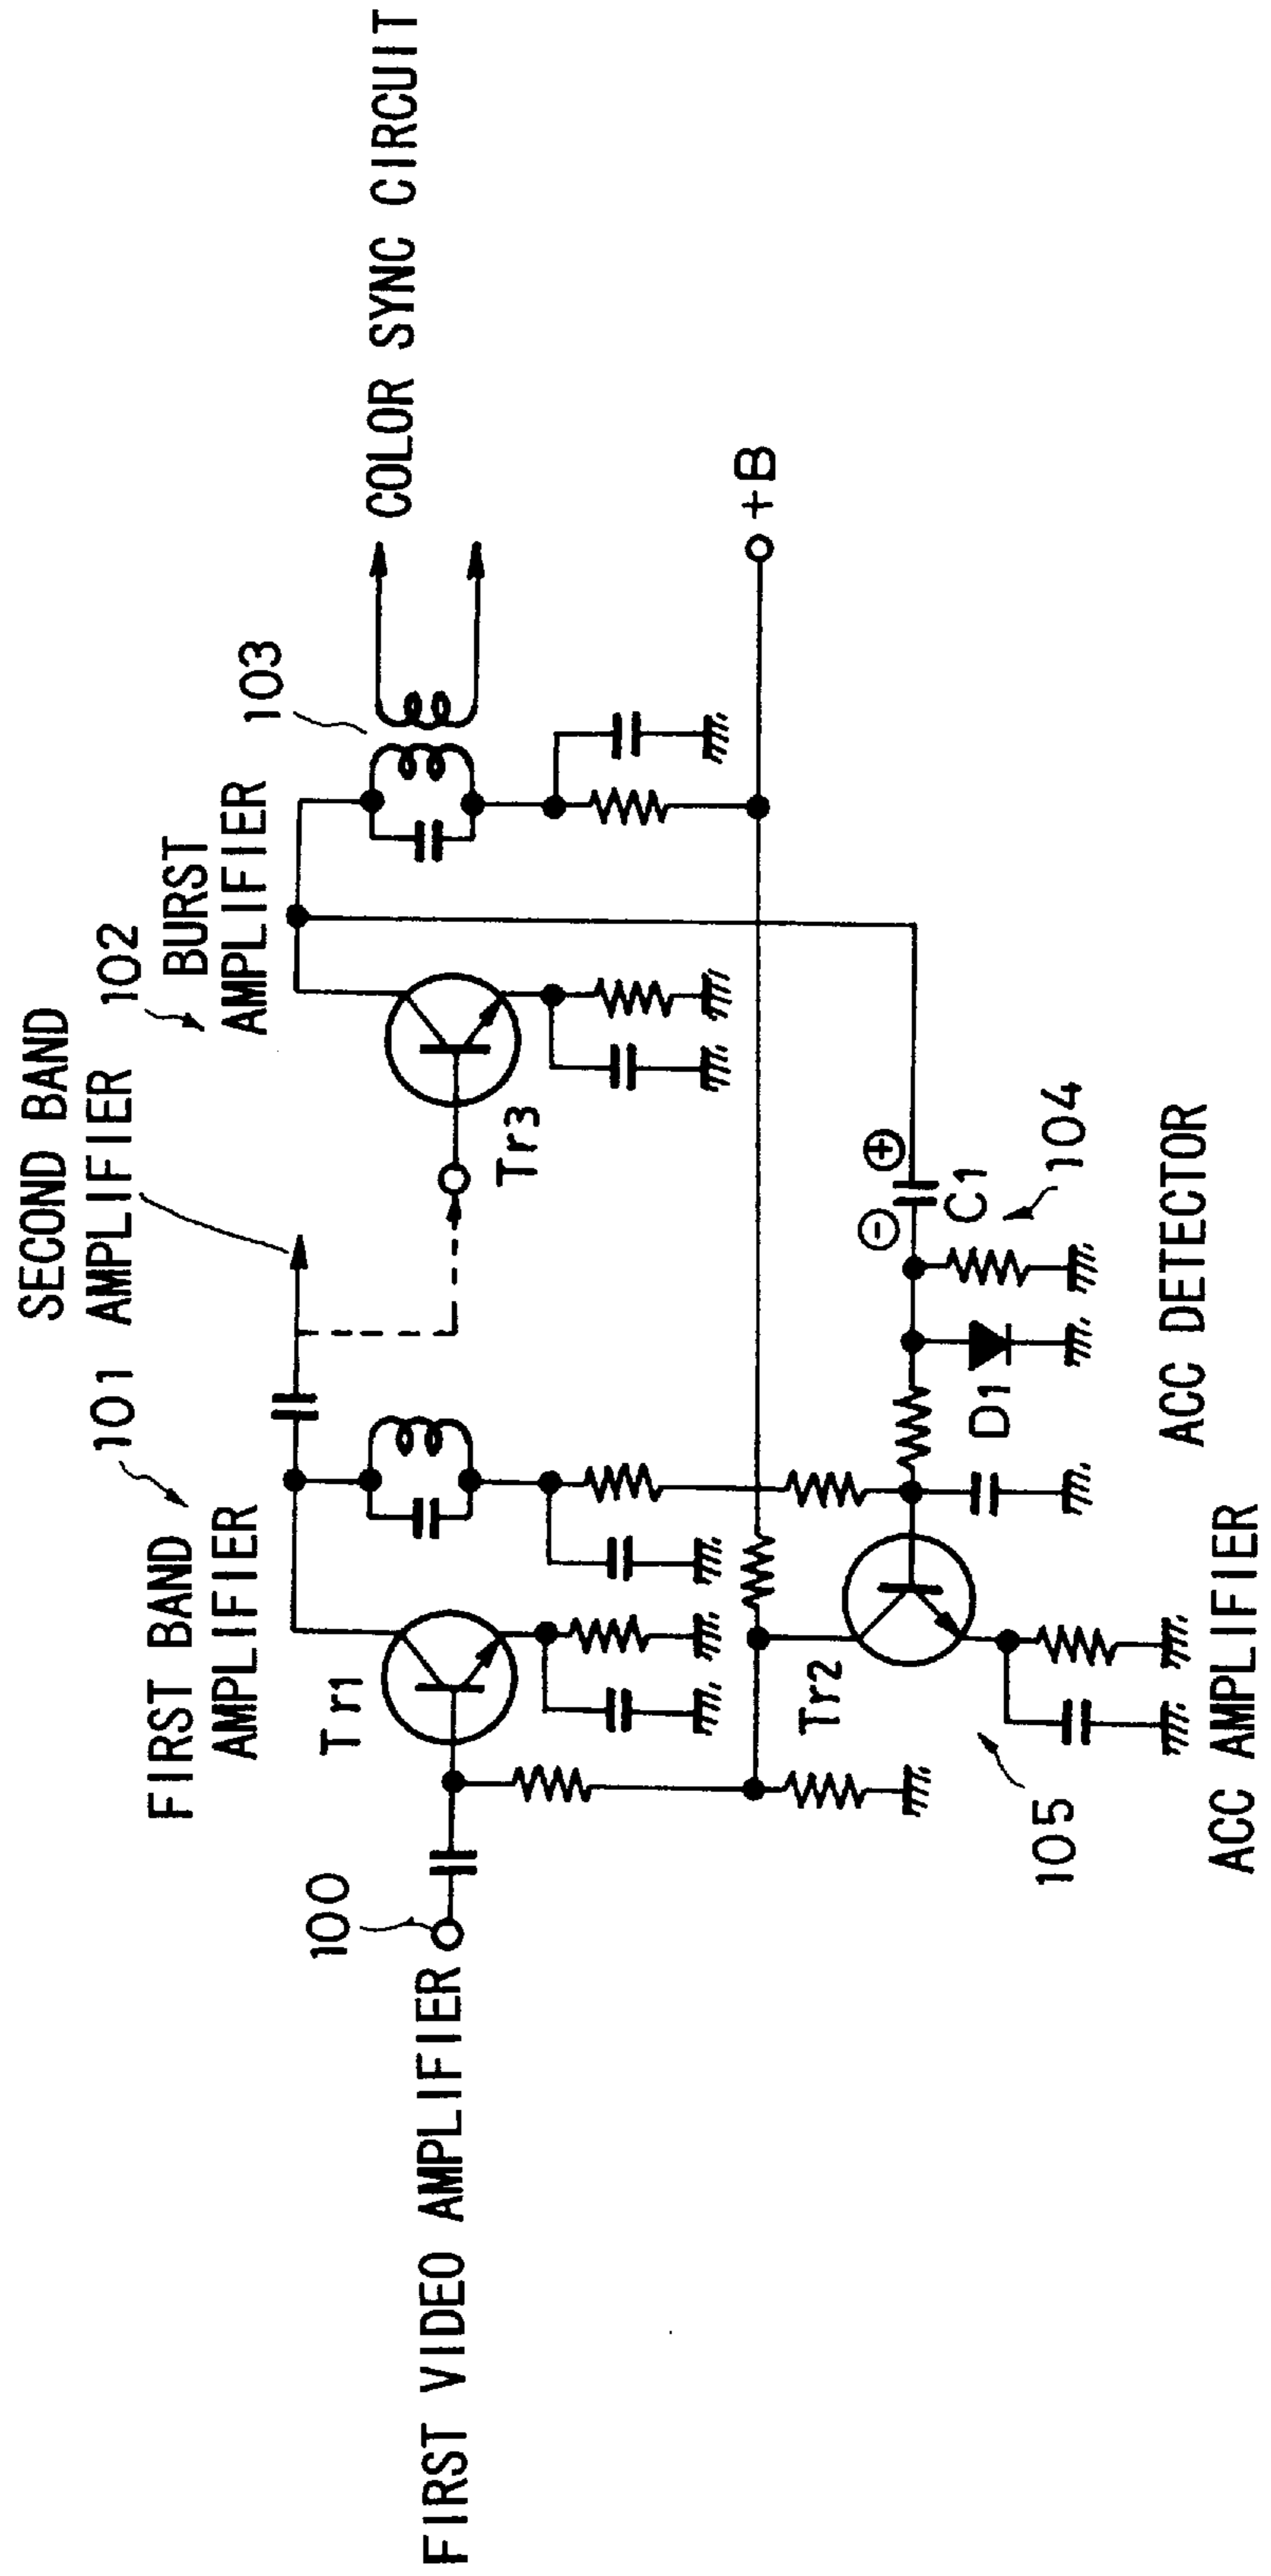 FIRST VIDEO AMPLIFIER
100
FIRST BAND
AMPLIFIER
101
SECOND BAND
AMPLIFIER
102
BURST
AMPLIFIER
103
COLOR SYNC CIRCUIT
Tr1
Tr3
+B
Tr2
D1
⊖
⊕
C1
104
ACC DETECTOR
105
ACC AMPLIFIER